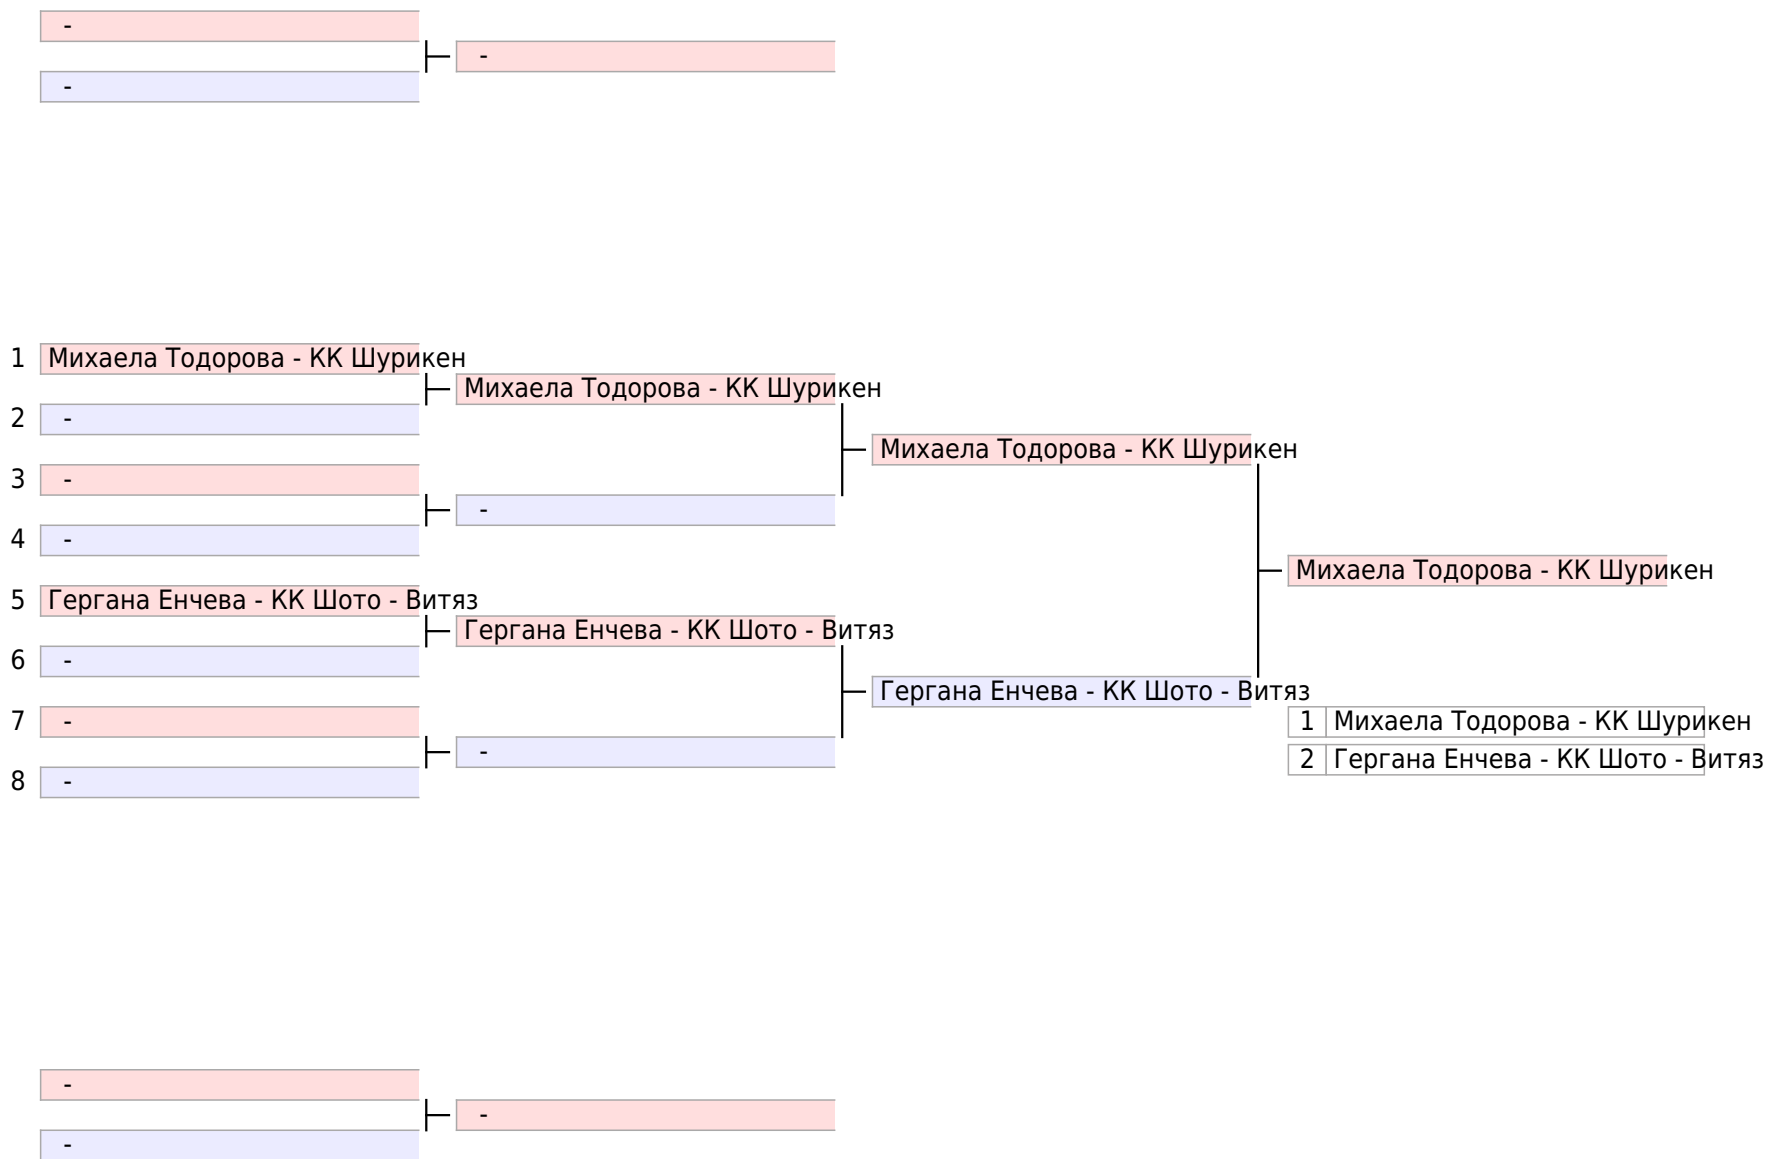 -
-
-
1 Михаела Тодорова - КК Шурикен
Михаела Тодорова - КК Шурикен
2 -
Михаела Тодорова - КК Шурикен
3 -
-
4 -
Михаела Тодорова - КК Шурикен
5 Гергана Енчева - КК Шото - Витяз
Гергана Енчева - КК Шото - Витяз
6 -
Гергана Енчева - КК Шото - Витяз
7 -
1 Михаела Тодорова - КК Шурикен
-
2 Гергана Енчева - КК Шото - Витяз
8 -
-
-
-